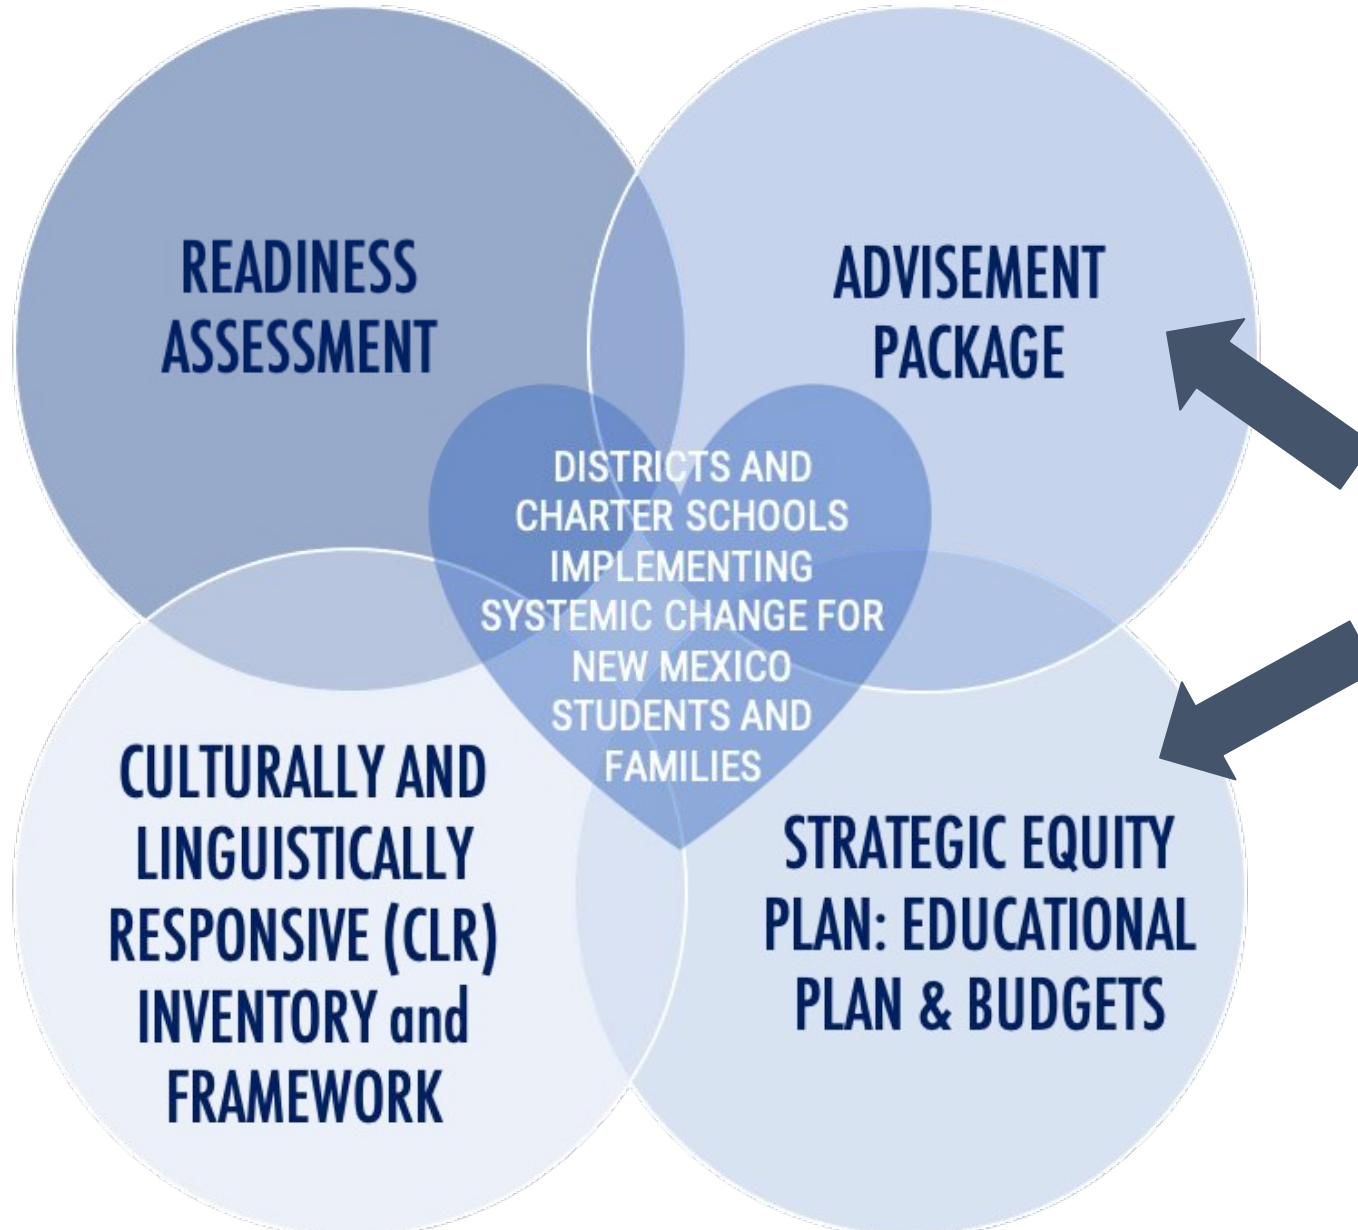 READINESS
ASSESSMENT
ADVISEMENT
PACKAGE
DISTRICTS AND
CHARTER SCHOOLS
IMPLEMENTING
SYSTEMIC CHANGE FOR
NEW MEXICO
STUDENTS AND
FAMILIES
CULTURALLY AND
LINGUISTICALLY
RESPONSIVE (CLR)
INVENTORY and
FRAMEWORK
STRATEGIC EQUITY
PLAN: EDUCATIONAL
PLAN & BUDGETS